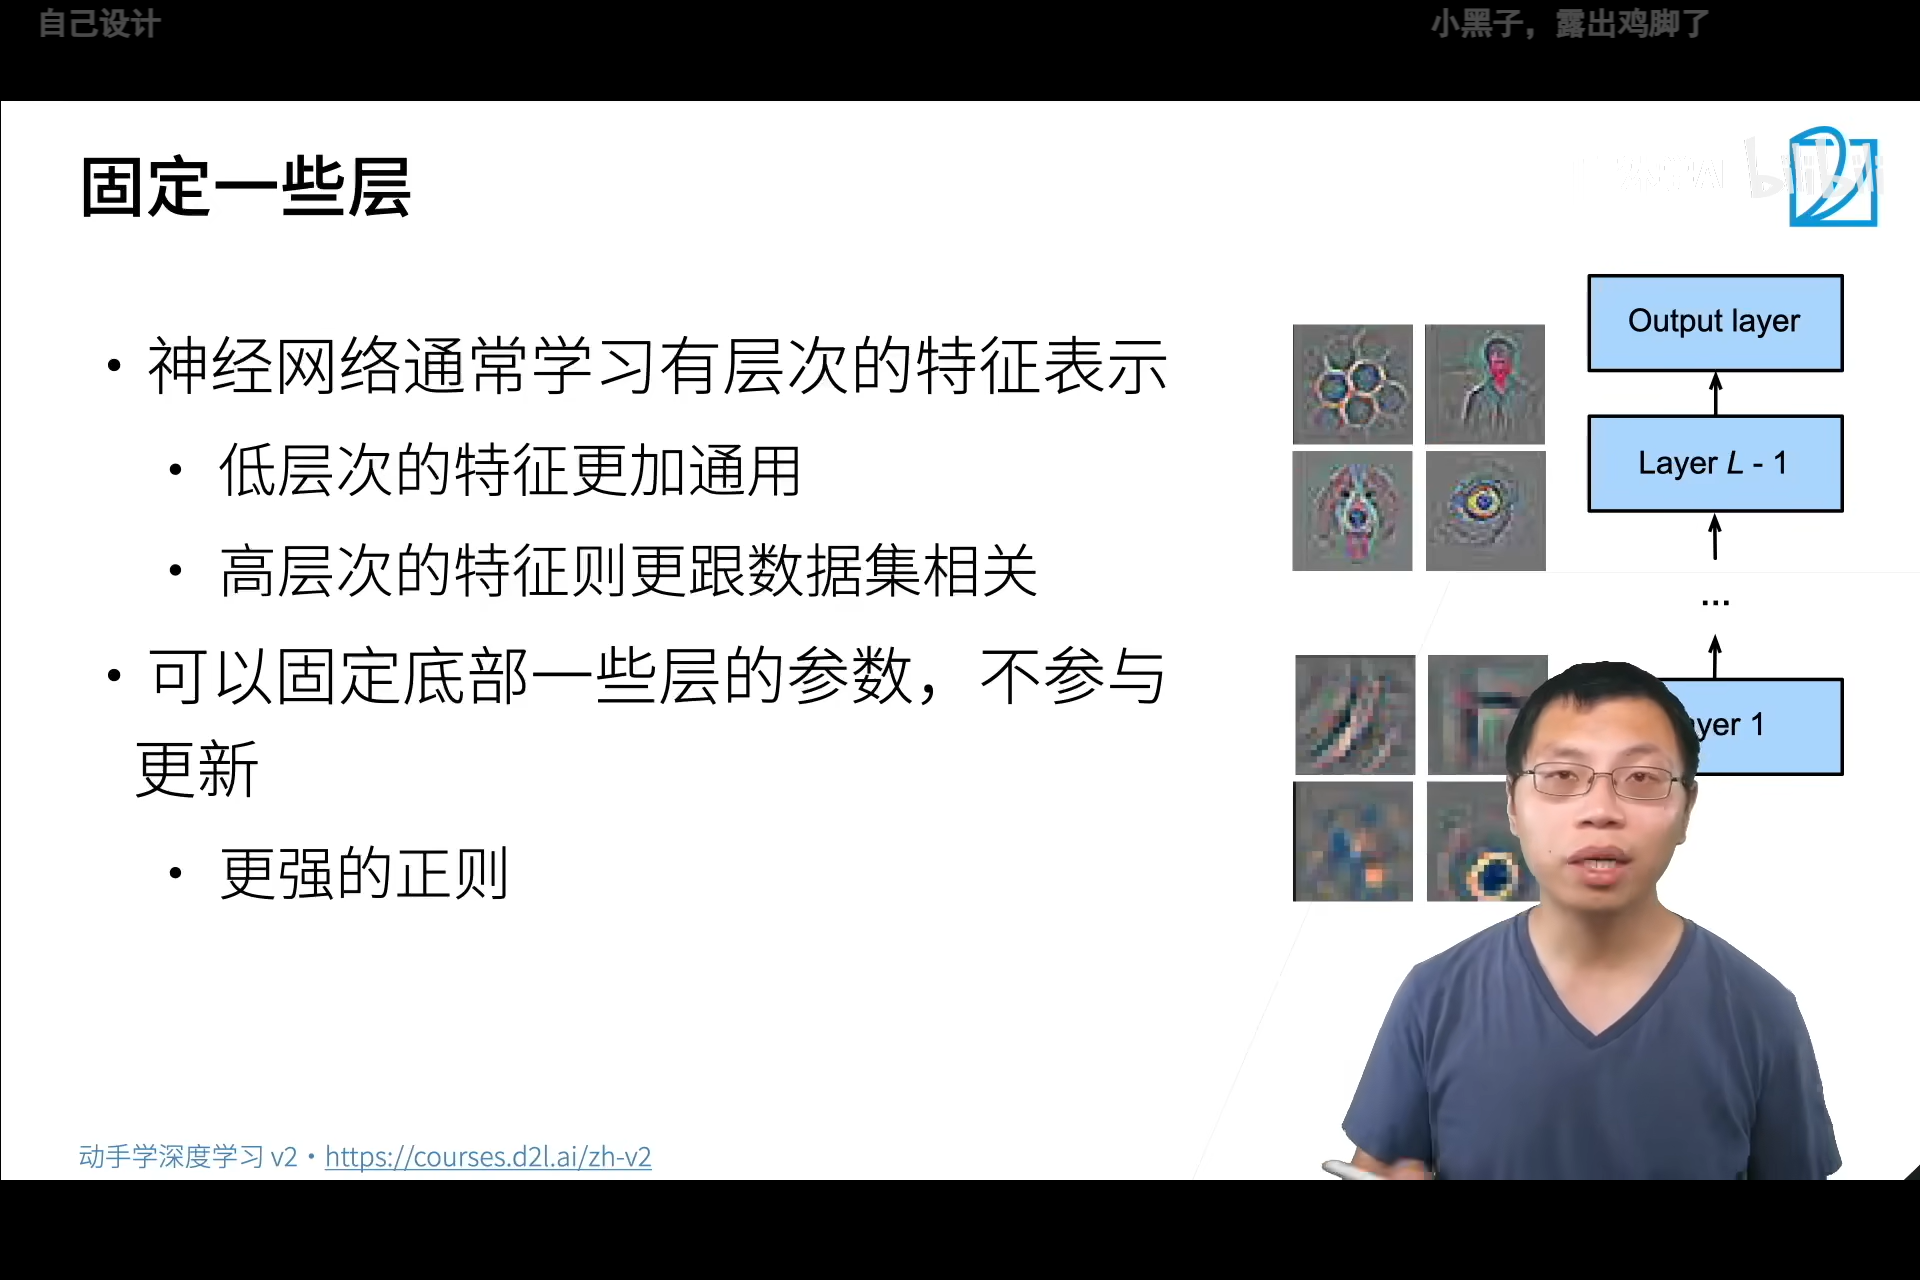 自己设计
小黑子，露出鸡脚了
固定一些层
bilibili
• 神经网络通常学习有层次的特征表示
• 低层次的特征更加通用
• 高层次的特征则更跟数据集相关
• 可以固定底部一些层的参数，不参与
更新
• 更强的正则
Output layer
Layer L - 1
...
ayer 1
动手学深度学习 v2 • https://courses.d2l.ai/zh-v2